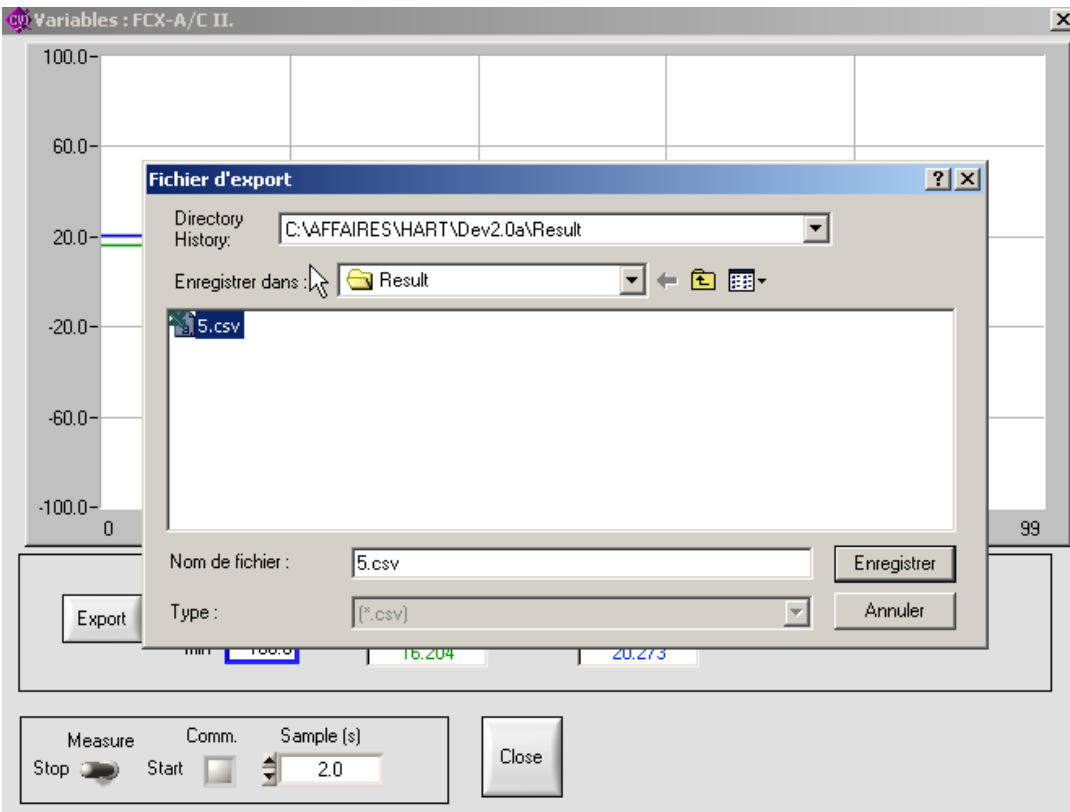 Variables : FCX-A/C II.
100.0
60.0
20.0
-20.0
-60.0
-100.0
0
99
Fichier d'export
Directory
History:
C:\AFFAIRES\HART\Dev2.0a\Result
Enregistrer dans :
Result
5.csv
Nom de fichier :
5.csv
Enregistrer
Type :
(*.csv)
Annuler
Export
min
16.204
20.273
Measure
Comm.
Sample (s)
Stop
Start
2.0
Close